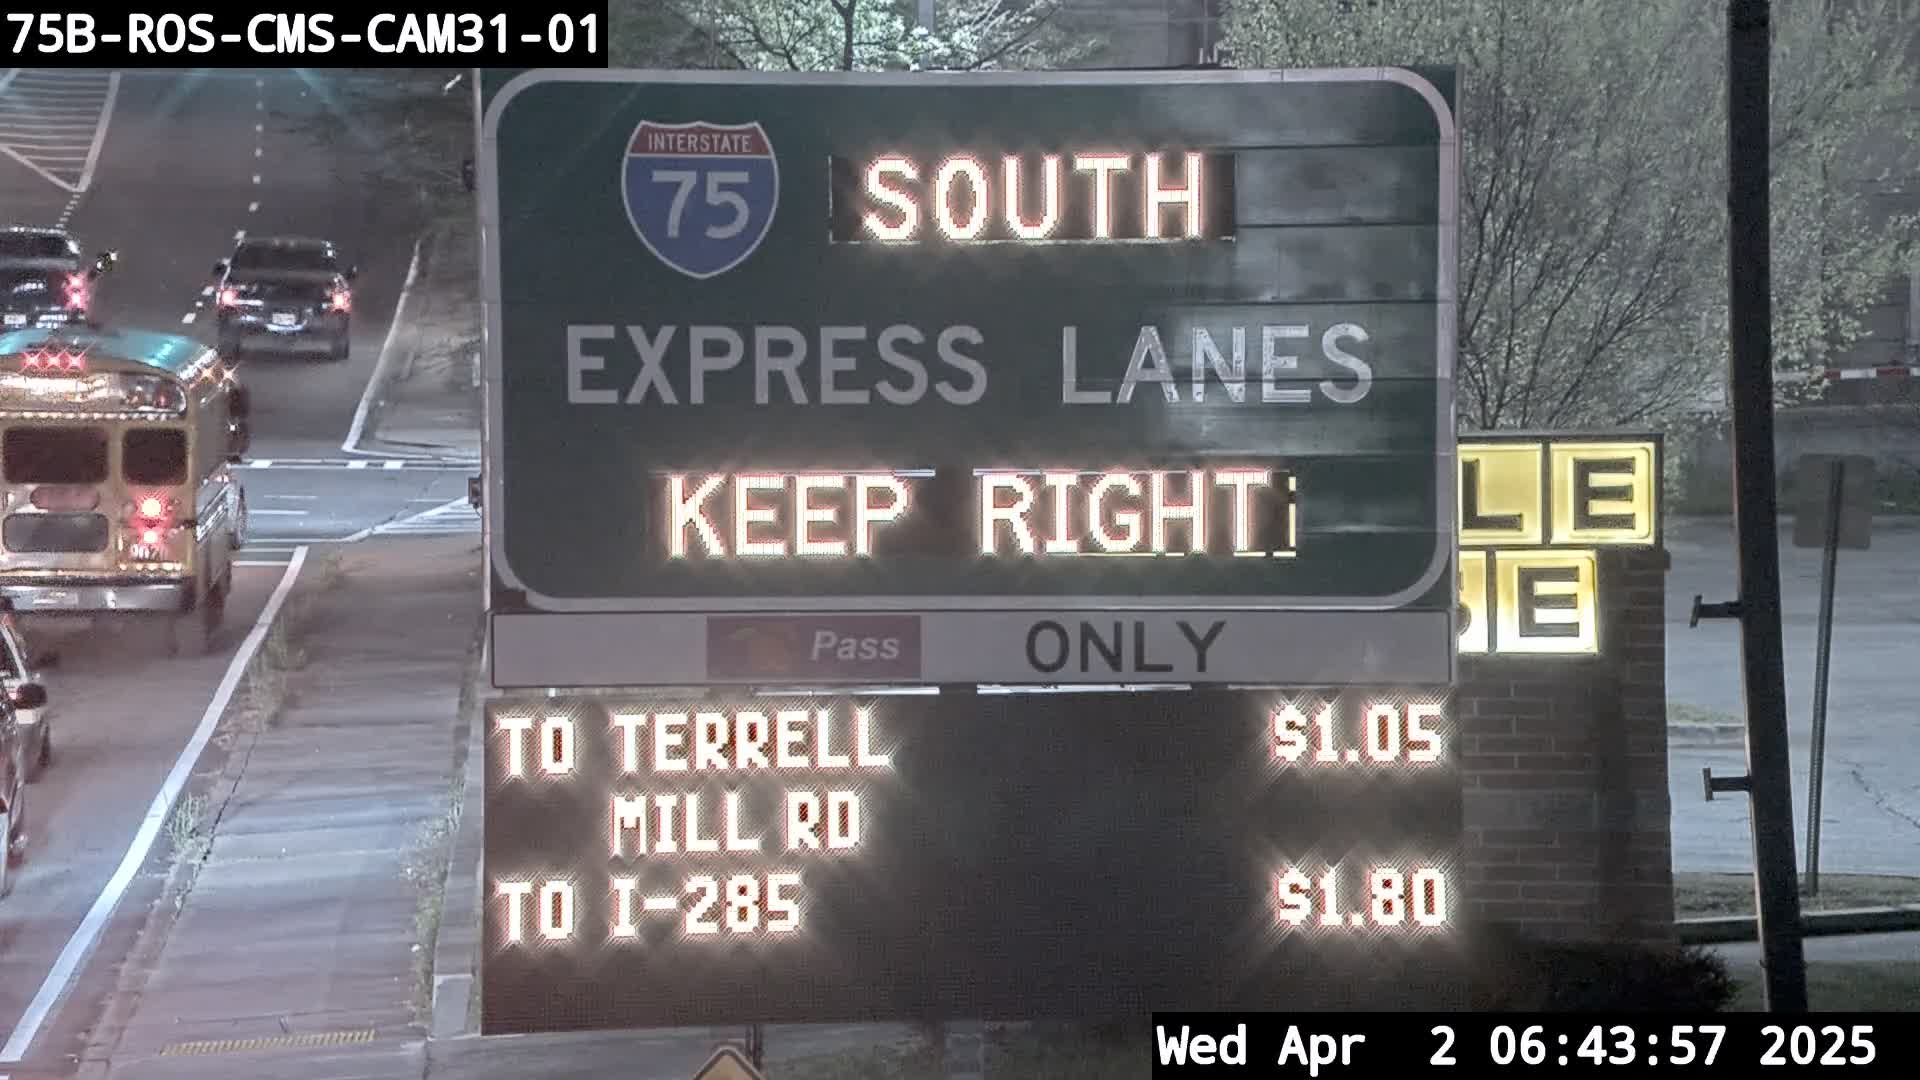 75B-ROS-CMS-CAM31-01
INTERSTATE
75
SOUTH
EXPRESS LANES
KEEP RIGHT
Pass ONLY
TO TERRELL $1.05
MILL RD
TO I-285 $1.80
LE
E
Wed Apr 2 06:43:57 2025